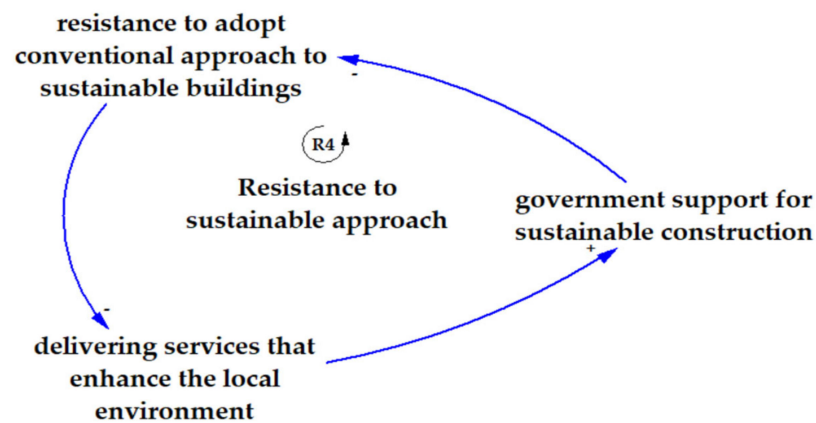 resistance to adopt
conventional approach to
sustainable buildings
-
R4
Resistance to
sustainable approach
government support for
sustainable construction
+
-
delivering services that
enhance the local
environment